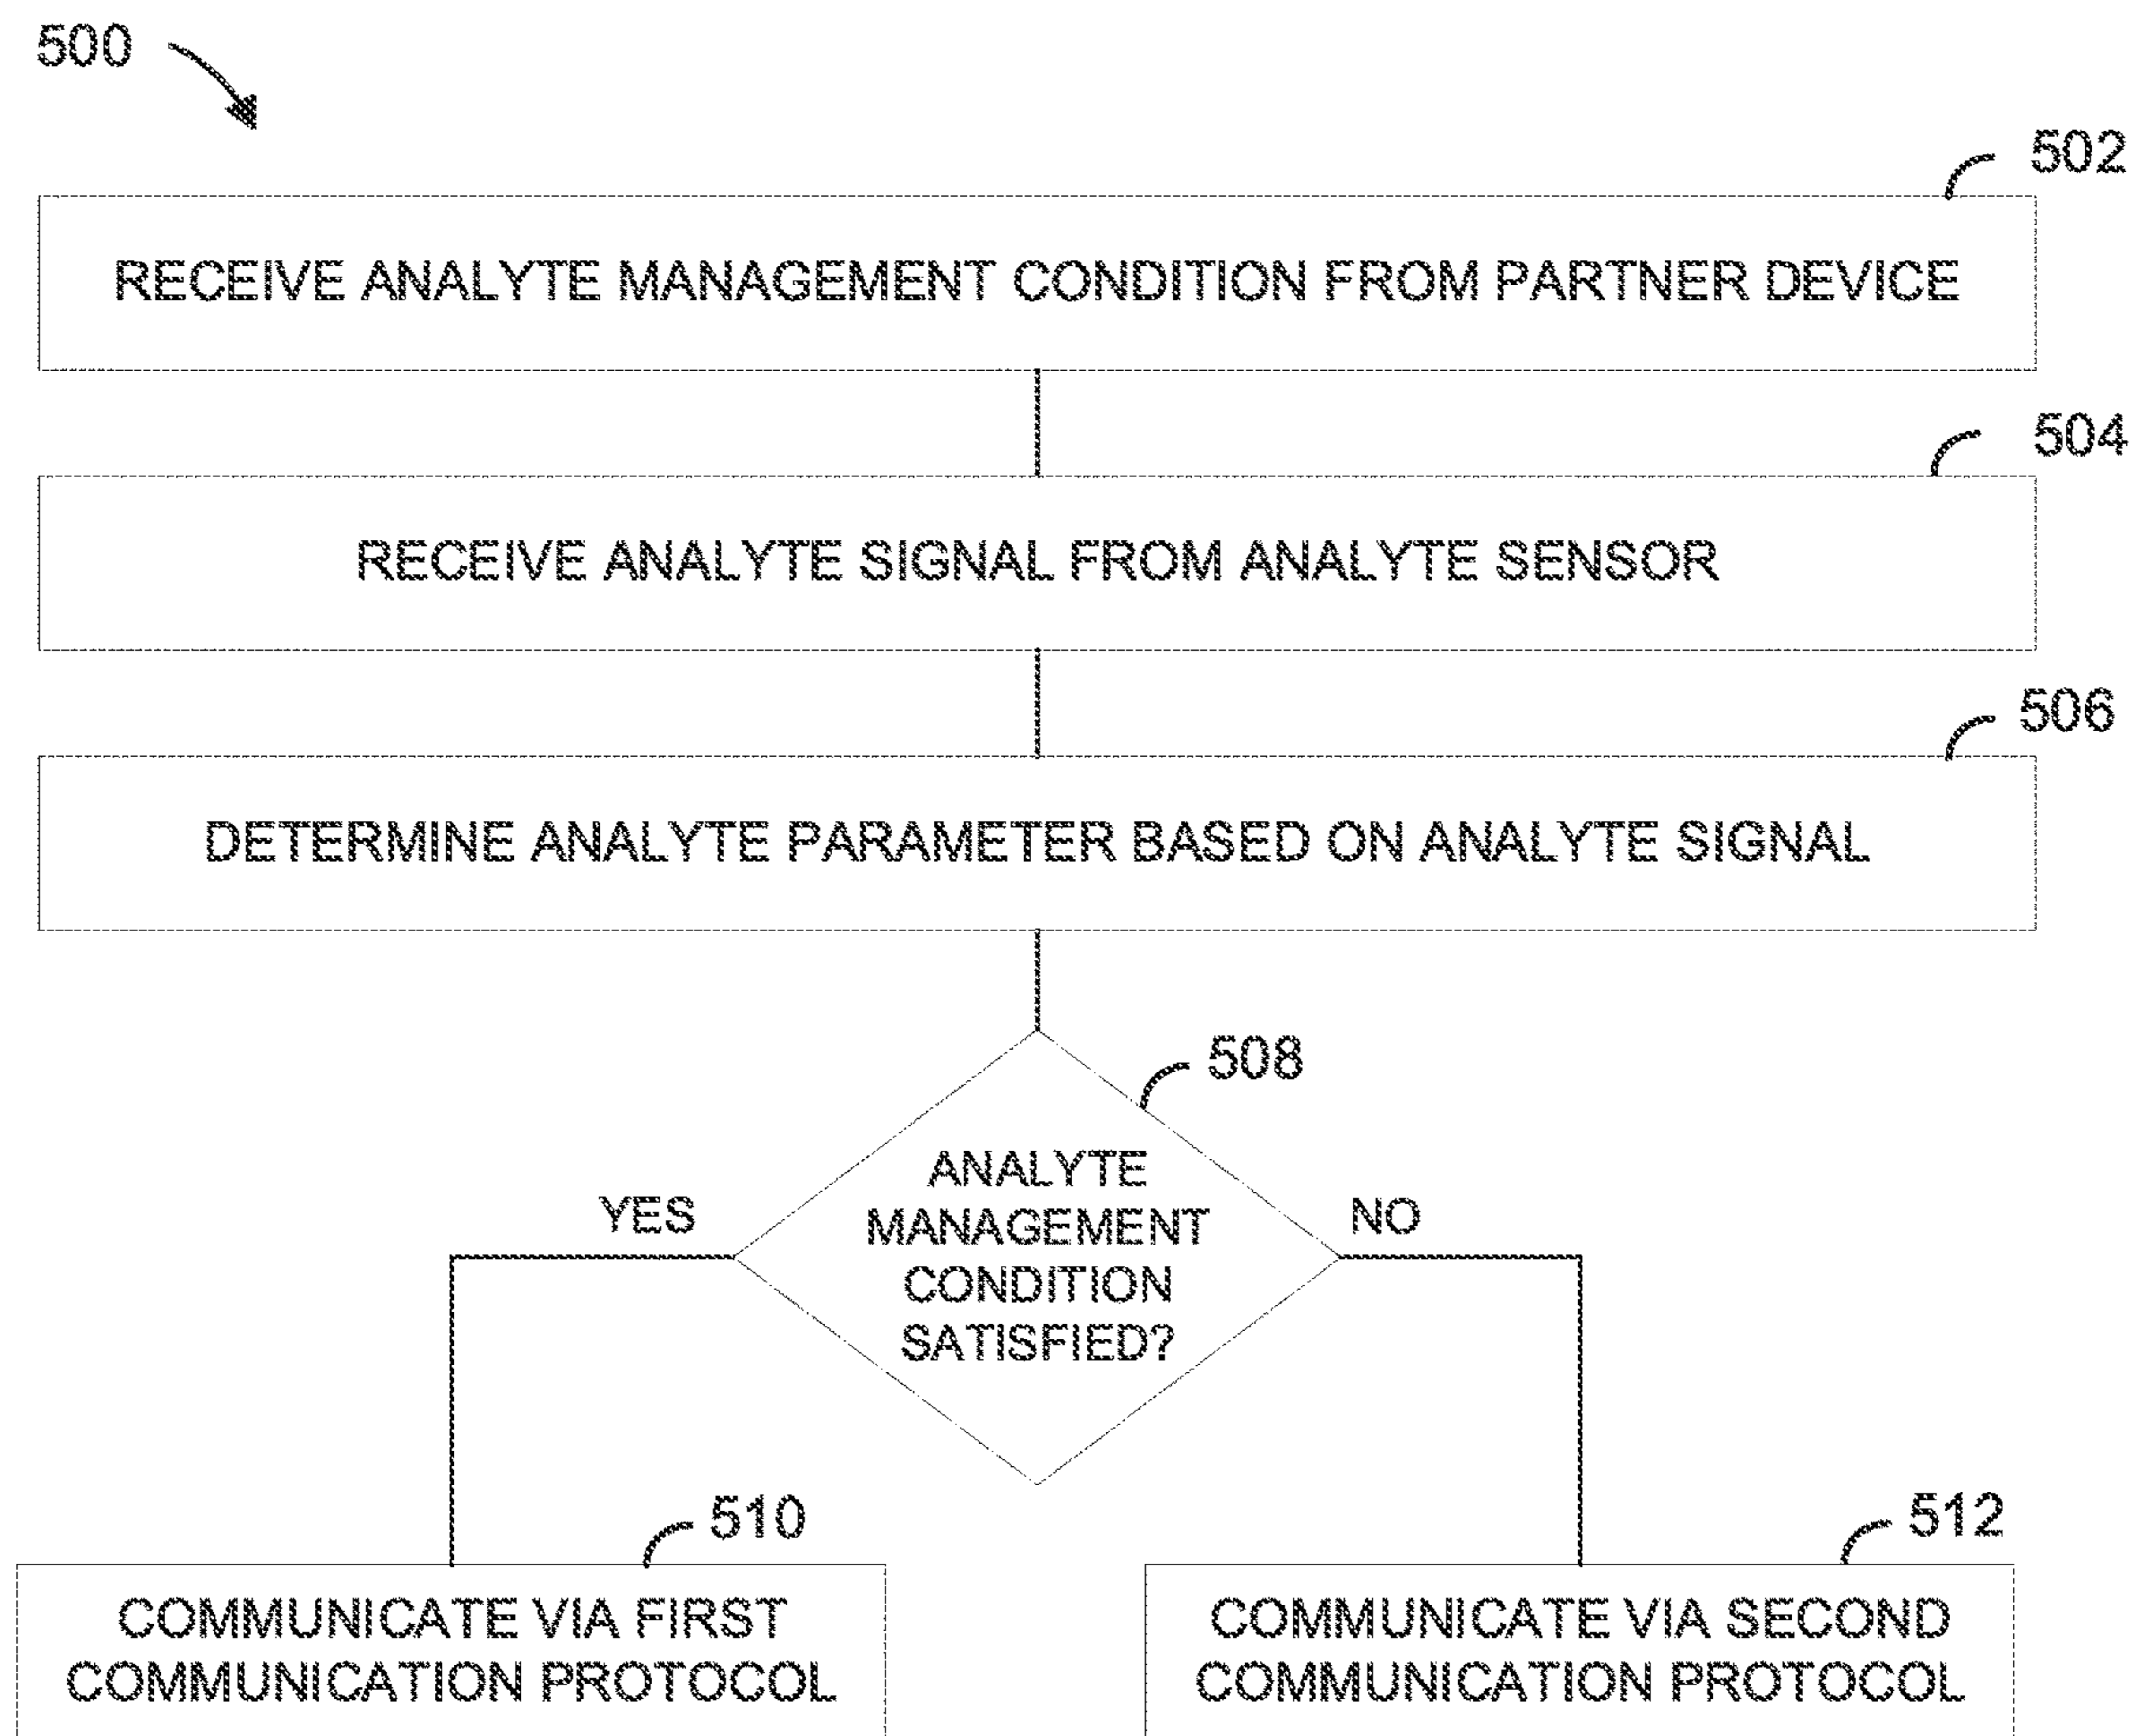 500
502
RECEIVE ANALYTE MANAGEMENT CONDITION FROM PARTNER DEVICE
504
RECEIVE ANALYTE SIGNAL FROM ANALYTE SENSOR
506
DETERMINE ANALYTE PARAMETER BASED ON ANALYTE SIGNAL
508
ANALYTE
MANAGEMENT
CONDITION
SATISFIED?
YES
NO
510
COMMUNICATE VIA FIRST
COMMUNICATION PROTOCOL
512
COMMUNICATE VIA SECOND
COMMUNICATION PROTOCOL